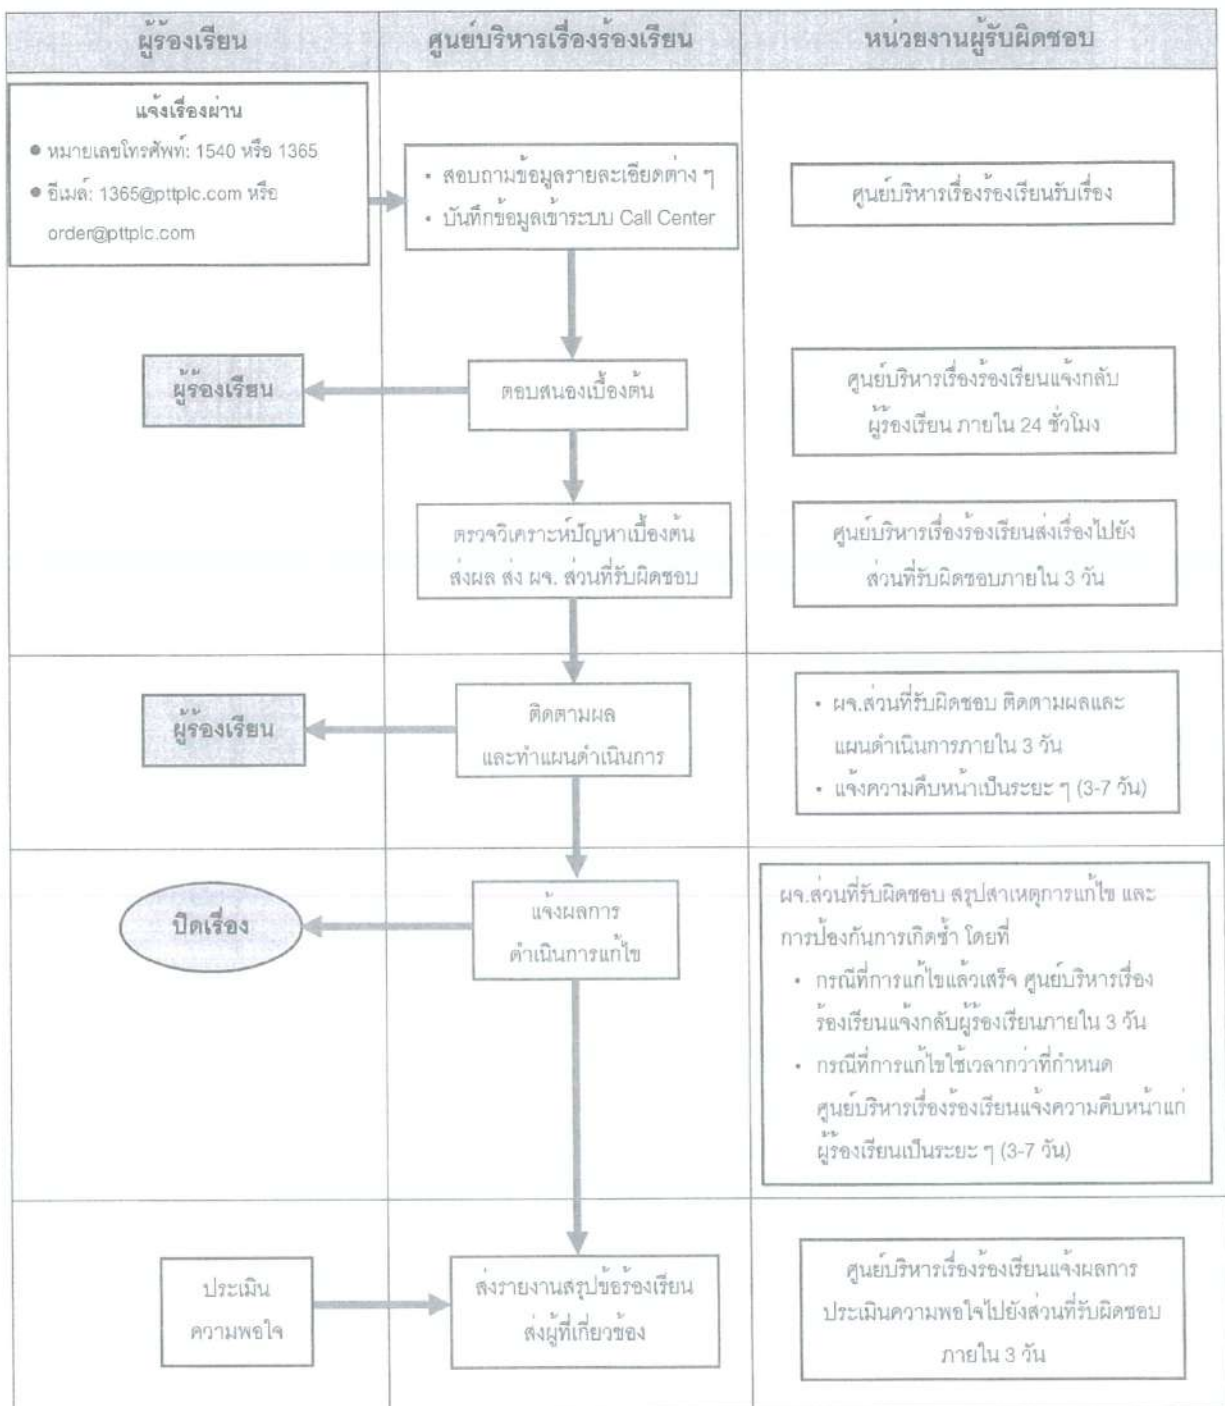 ผู้ร้องเรียน
ศูนย์บริหารเรื่องร้องเรียน
หน่วยงานผู้รับผิดชอบ
แจ้งเรื่องผ่าน
● หมายเลขโทรศัพท์: 1540 หรือ 1365
● อีเมล์: 1365@pttplc.com หรือ
order@pttplc.com
• สอบถามข้อมูลรายละเอียดต่าง ๆ
• บันทึกข้อมูลเข้าระบบ Call Center
ศูนย์บริหารเรื่องร้องเรียนรับเรื่อง
ผู้ร้องเรียน
ตอบสนองเบื้องต้น
ศูนย์บริหารเรื่องร้องเรียนแจ้งกลับ
ผู้ร้องเรียน ภายใน 24 ชั่วโมง
ตรวจวิเคราะห์ปัญหาเบื้องต้น
ส่งผล ส่ง ผจ. ส่วนที่รับผิดชอบ
ศูนย์บริหารเรื่องร้องเรียนส่งเรื่องไปยัง
ส่วนที่รับผิดชอบภายใน 3 วัน
ผู้ร้องเรียน
ติดตามผล
และทำแผนดำเนินการ
• ผจ.ส่วนที่รับผิดชอบ ติดตามผลและ
แผนดำเนินการภายใน 3 วัน
• แจ้งความคืบหน้าเป็นระยะ ๆ (3-7 วัน)
ปิดเรื่อง
แจ้งผลการ
ดำเนินการแก้ไข
ผจ.ส่วนที่รับผิดชอบ สรุปสาเหตุการแก้ไข และ
การป้องกันการเกิดซ้ำ โดยที่
• กรณีที่การแก้ไขแล้วเสร็จ ศูนย์บริหารเรื่อง
ร้องเรียนแจ้งกลับผู้ร้องเรียนภายใน 3 วัน
• กรณีที่การแก้ไขใช้เวลากว่าที่กำหนด
ศูนย์บริหารเรื่องร้องเรียนแจ้งความคืบหน้าแก่
ผู้ร้องเรียนเป็นระยะ ๆ (3-7 วัน)
ประเมิน
ความพอใจ
ส่งรายงานสรุปข้อร้องเรียน
ส่งผู้ที่เกี่ยวข้อง
ศูนย์บริหารเรื่องร้องเรียนแจ้งผลการ
ประเมินความพอใจไปยังส่วนที่รับผิดชอบ
ภายใน 3 วัน